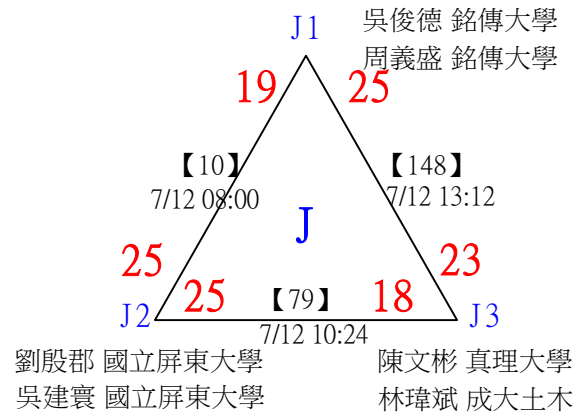 J1
吳俊德 銘傳大學
周義盛 銘傳大學
19
25
【10】
7/12 08:00
【148】
7/12 13:12
J
25
23
25
【79】
18
J2
7/12 10:24
J3
劉殷郡 國立屏東大學
吳建寰 國立屏東大學
陳文彬 真理大學
林瑋斌 成大土木